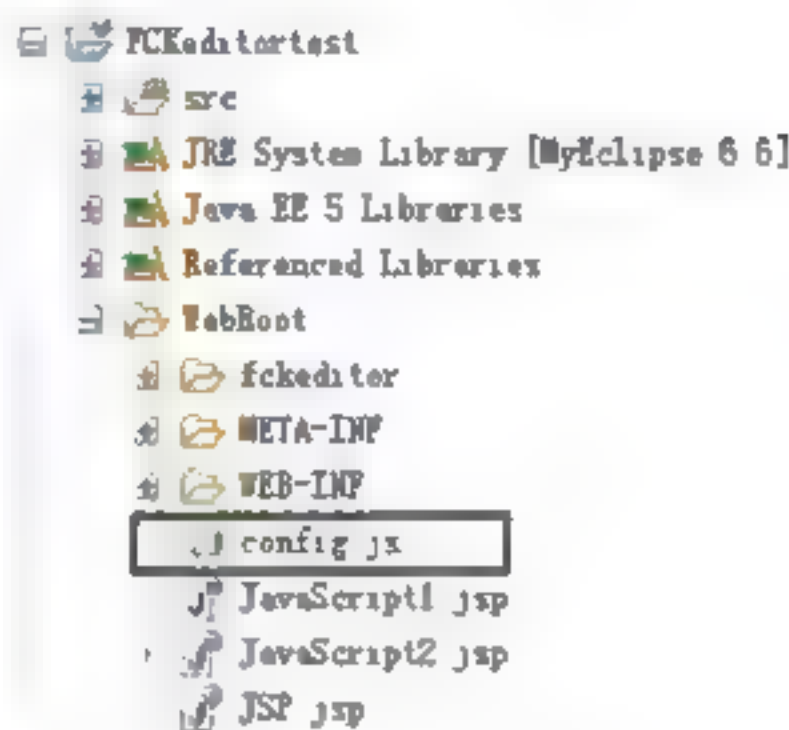 FCKeditortest
src
JRE System Library [MyEclipse 6.6]
Java EE 5 Libraries
Referenced Libraries
WebRoot
fckeditor
META-INF
WEB-INF
config.js
JavaScript1.jsp
JavaScript2.jsp
JSP.jsp